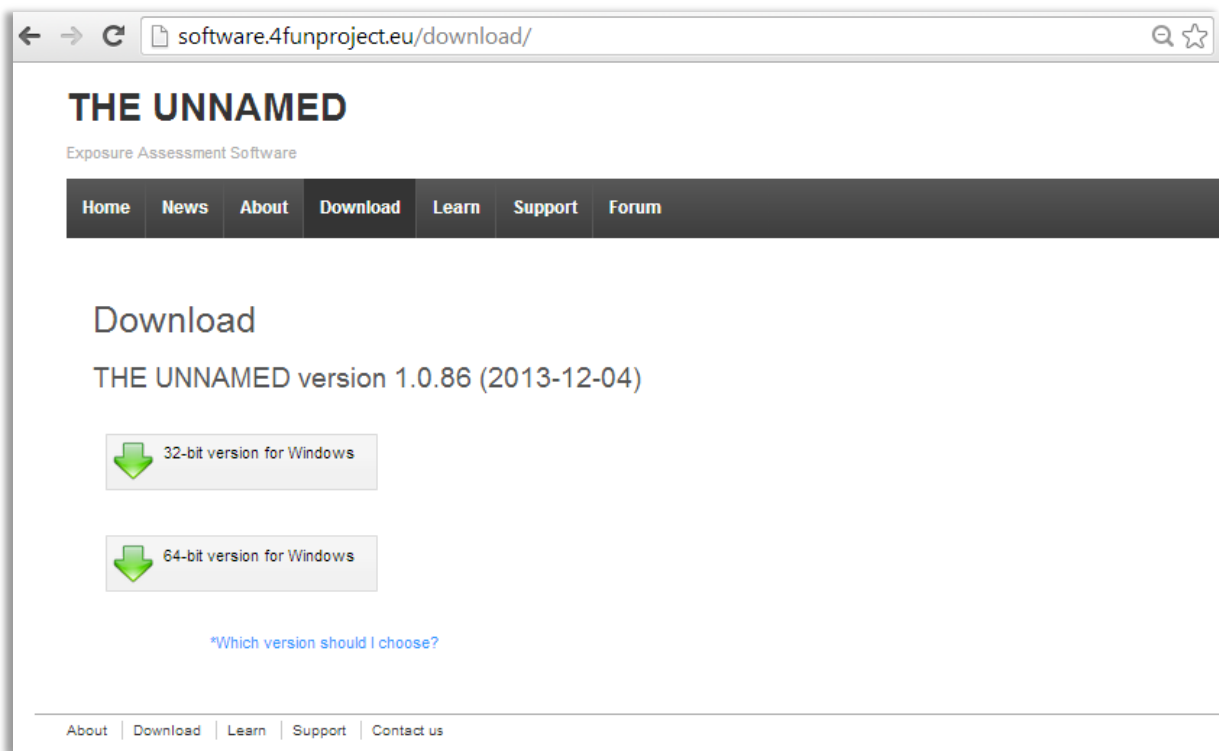 software.4funproject.eu/download/
THE UNNAMED
Exposure Assessment Software
Home News About Download Learn Support Forum
Download
THE UNNAMED version 1.0.86 (2013-12-04)
32-bit version for Windows
64-bit version for Windows
*Which version should I choose?
About Download Learn Support Contact us